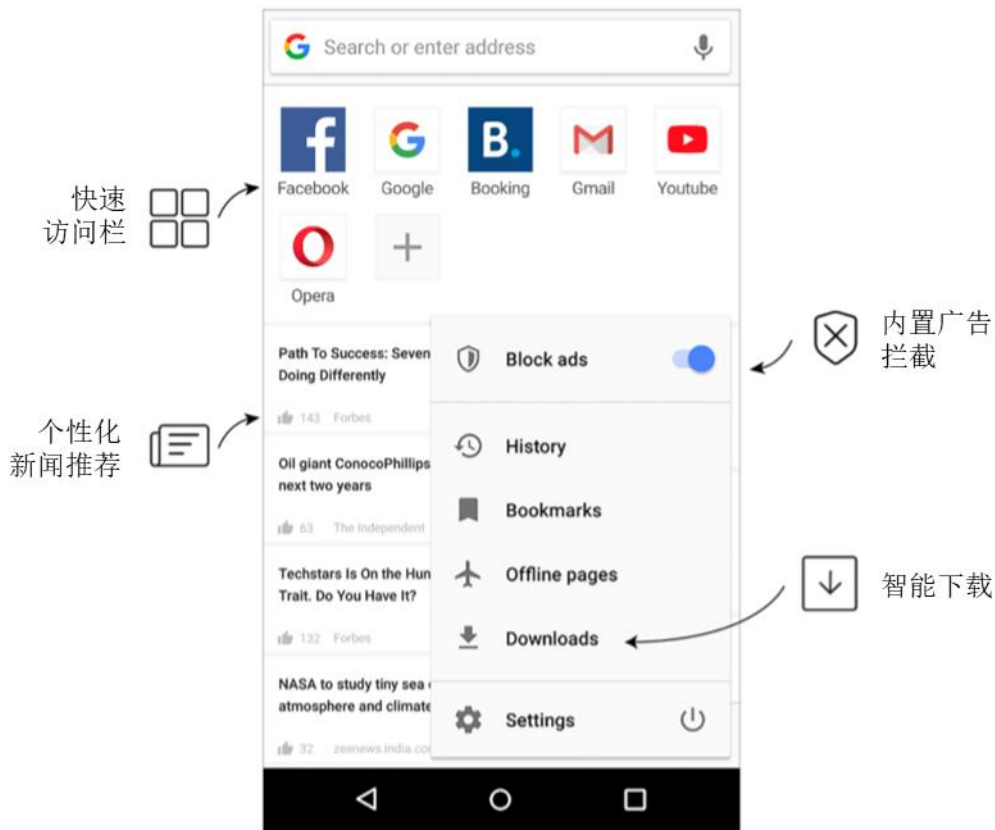 Search or enter address
Facebook
Google
Booking
Gmail
Youtube
快速
访问栏
Opera
Path To Success: Seven
Doing Differently
143 Forbes
Block ads
内置广告
拦截
个性化
新闻推荐
History
Oil giant ConocoPhillips
next two years
63 The Independent
Bookmarks
Techstars Is On the Hun
Trait. Do You Have It?
132 Forbes
Offline pages
Downloads
智能下载
NASA to study tiny sea
atmosphere and climate
32 zeenews.india.co
Settings